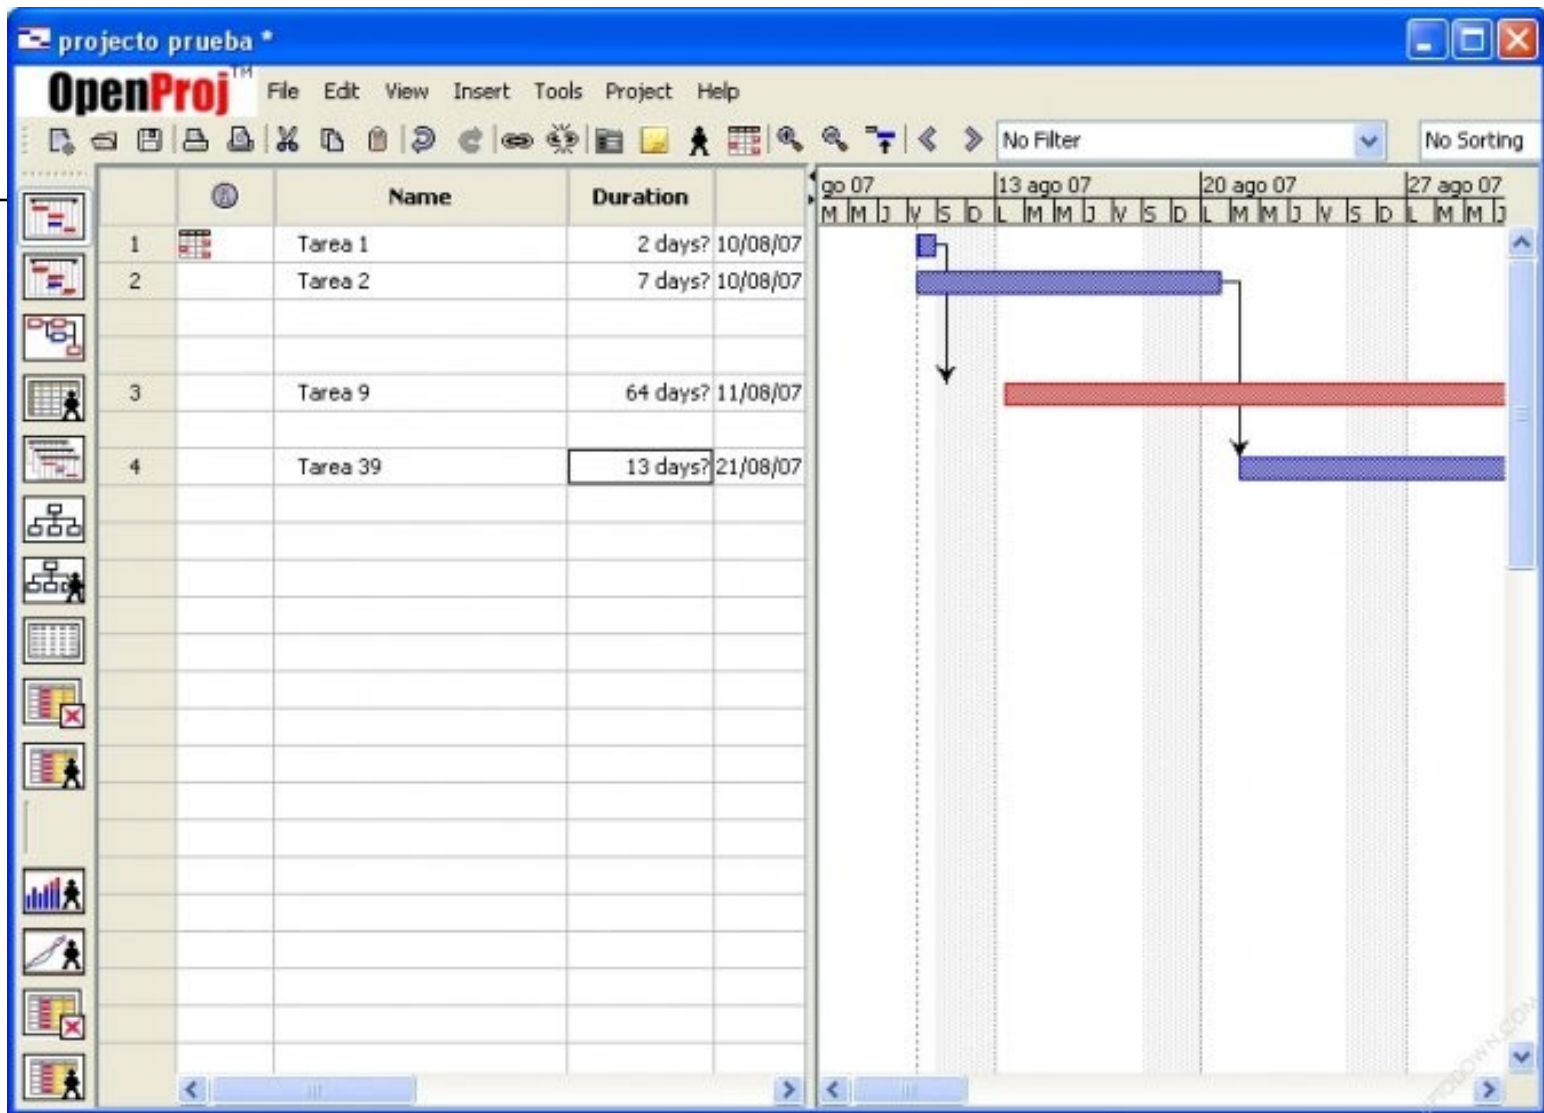 projecto prueba *
OpenProj™ File Edit View Insert Tools Project Help
No Filter No Sorting
Name Duration
go 07 13 ago 07 20 ago 07 27 ago 07
M M J V S D L M M J V S D L M M J V S D L M M J
1 Tarea 1 2 days? 10/08/07
2 Tarea 2 7 days? 10/08/07
3 Tarea 9 64 days? 11/08/07
4 Tarea 39 13 days? 21/08/07